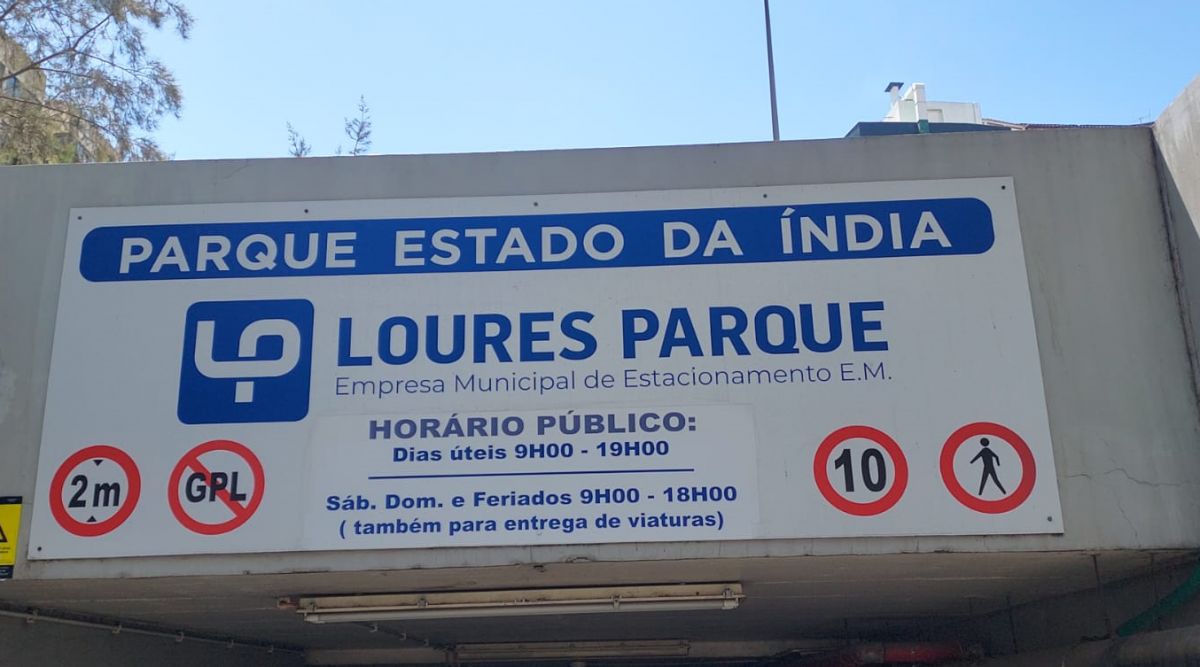 PARQUE ESTADO DA ÍNDIA
LOURES PARQUE
Empresa Municipal de Estacionamento E.M.
HORÁRIO PÚBLICO:
Dias úteis 9H00 - 19H00
Sáb. Dom. e Feriados 9H00 - 18H00
( também para entrega de viaturas)
2m
GPL
10